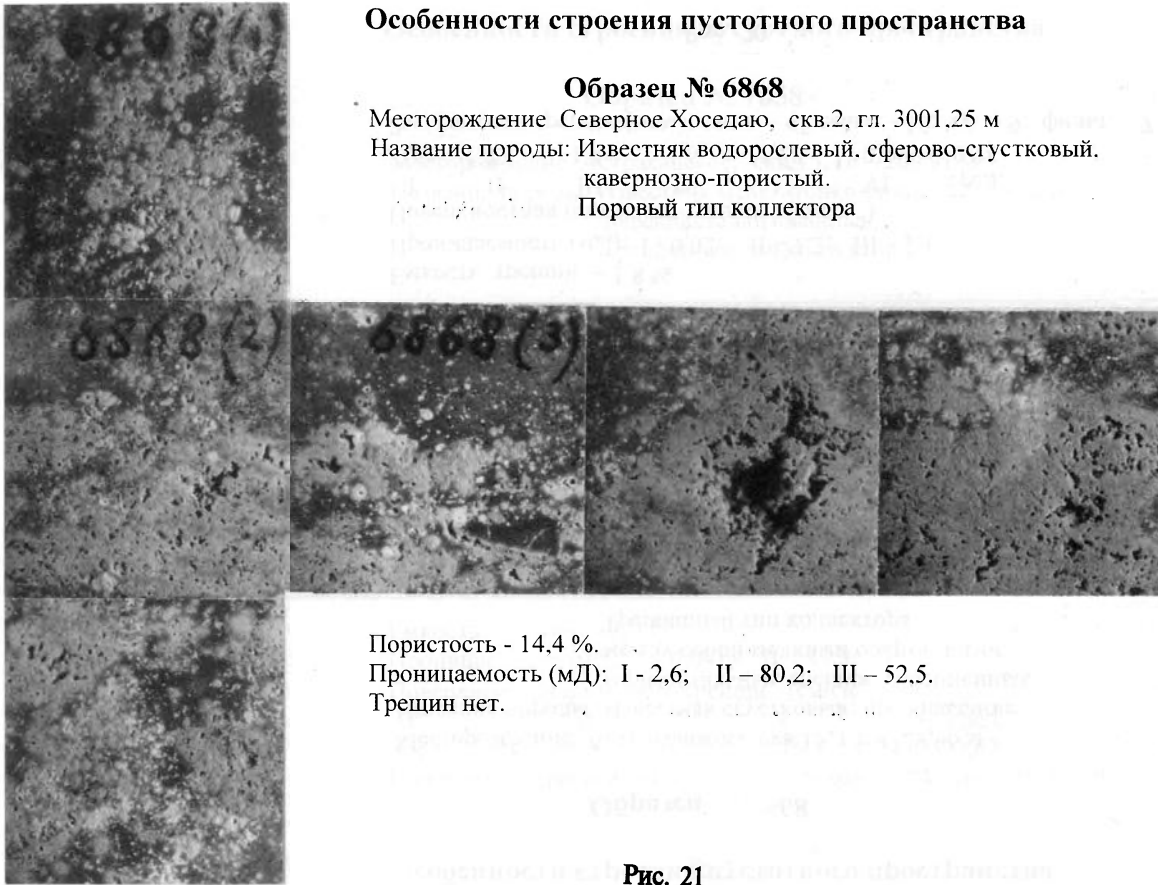 Особенности строения пустотного пространства
Образец № 6868
Месторождение Северное Хоседаю, скв.2, гл. 3001,25 м
Название породы: Известняк водорослевый, сферово-сгустковый,
кавернозно-пористый.
Поровый тип коллектора
6868(1)
6868(2)
6868(3)
Пористость - 14,4 %.
Проницаемость (мД): I - 2,6; II – 80,2; III – 52,5.
Трещин нет.
Рис. 21